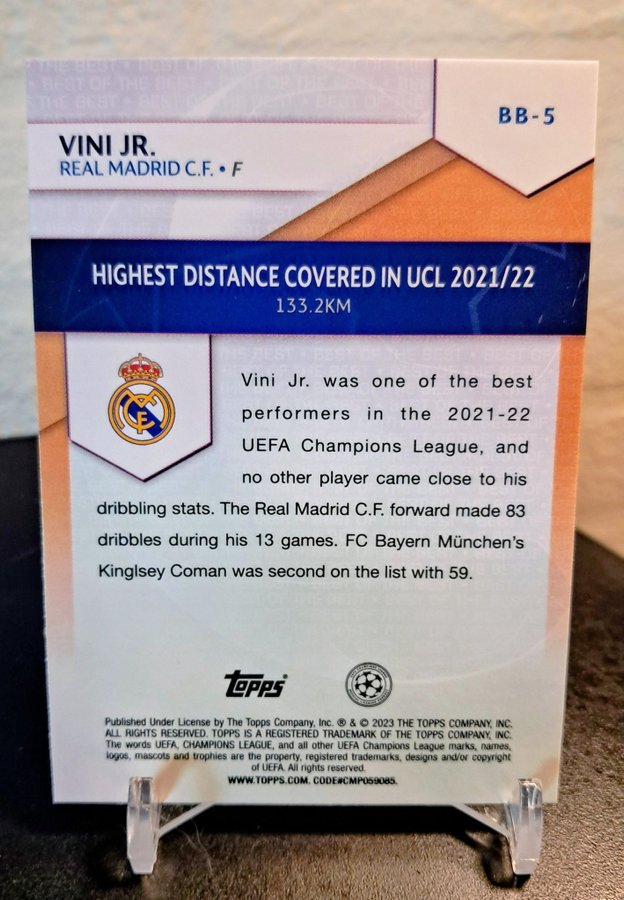 BB-5
VINI JR.
REAL MADRID C.F. • F
HIGHEST DISTANCE COVERED IN UCL 2021/22
133.2KM
Vini Jr. was one of the best
performers in the 2021-22
UEFA Champions League, and
no other player came close to his
dribbling stats. The Real Madrid C.F. forward made 83
dribbles during his 13 games. FC Bayern München's
Kinglsey Coman was second on the list with 59.
topps®
Published Under License by The Topps Company, Inc. ® & © 2023 THE TOPPS COMPANY, INC.
ALL RIGHTS RESERVED. TOPPS IS A REGISTERED TRADEMARK OF THE TOPPS COMPANY, INC.
The words UEFA, CHAMPIONS LEAGUE, and all other UEFA Champions League marks, names,
logos, mascots and trophies are the property, registered trademarks, designs and/or copyright
of UEFA. All rights reserved.
WWW.TOPPS.COM. CODE#CMP059085.